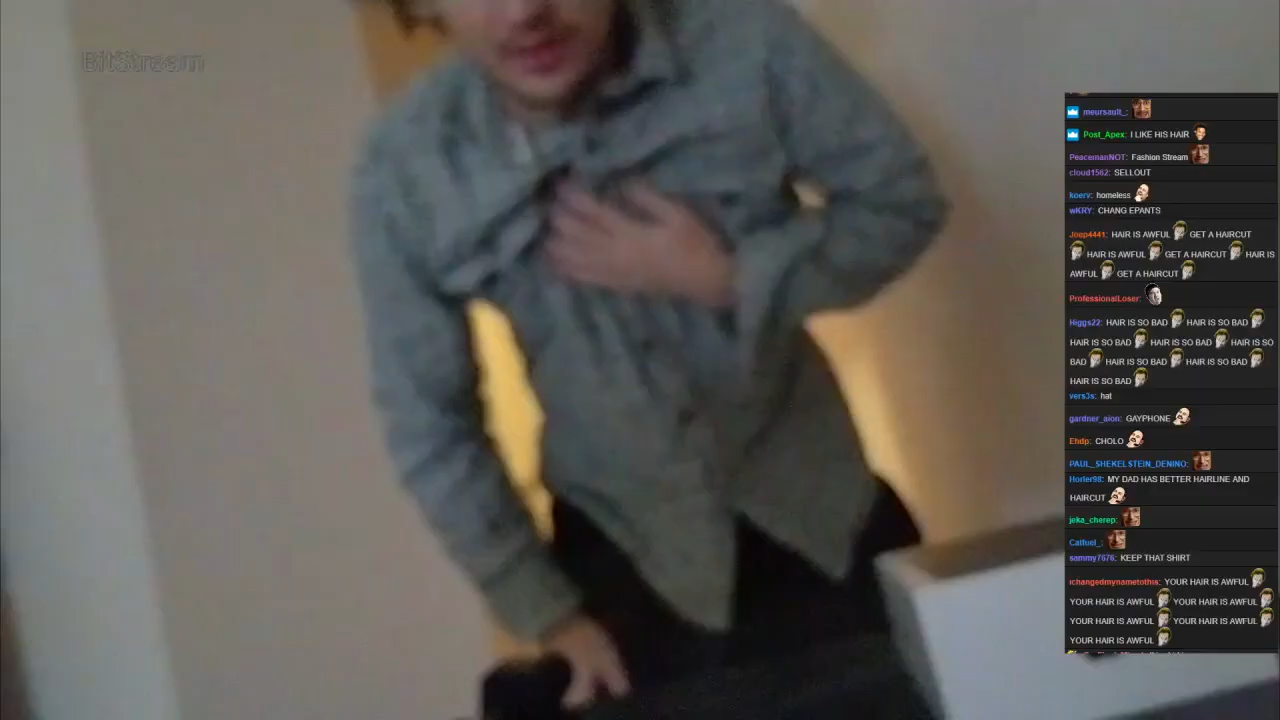 BitStream
meursault_:
Post_Apex: I LIKE HIS HAIR
PeacemanNOT: Fashion Stream
cloud1562: SELLOUT
koerv: homeless
wKRY: CHANG EPANTS
Joep4441: HAIR IS AWFUL GET A HAIRCUT
HAIR IS AWFUL GET A HAIRCUT HAIR IS
AWFUL GET A HAIRCUT
ProfessionalLoser:
Higgs22: HAIR IS SO BAD HAIR IS SO BAD
HAIR IS SO BAD HAIR IS SO BAD HAIR IS SO
BAD HAIR IS SO BAD HAIR IS SO BAD
HAIR IS SO BAD
vers3s: hat
gardner_aion: GAYPHONE
Ehdp: CHOLO
PAUL_SHEKELSTEIN_DENINO:
Horler98: MY DAD HAS BETTER HAIRLINE AND
HAIRCUT
jeka_cherep:
Catfuel_:
sammy7676: KEEP THAT SHIRT
ichangedmynametothis: YOUR HAIR IS AWFUL
YOUR HAIR IS AWFUL YOUR HAIR IS AWFUL
YOUR HAIR IS AWFUL YOUR HAIR IS AWFUL
YOUR HAIR IS AWFUL